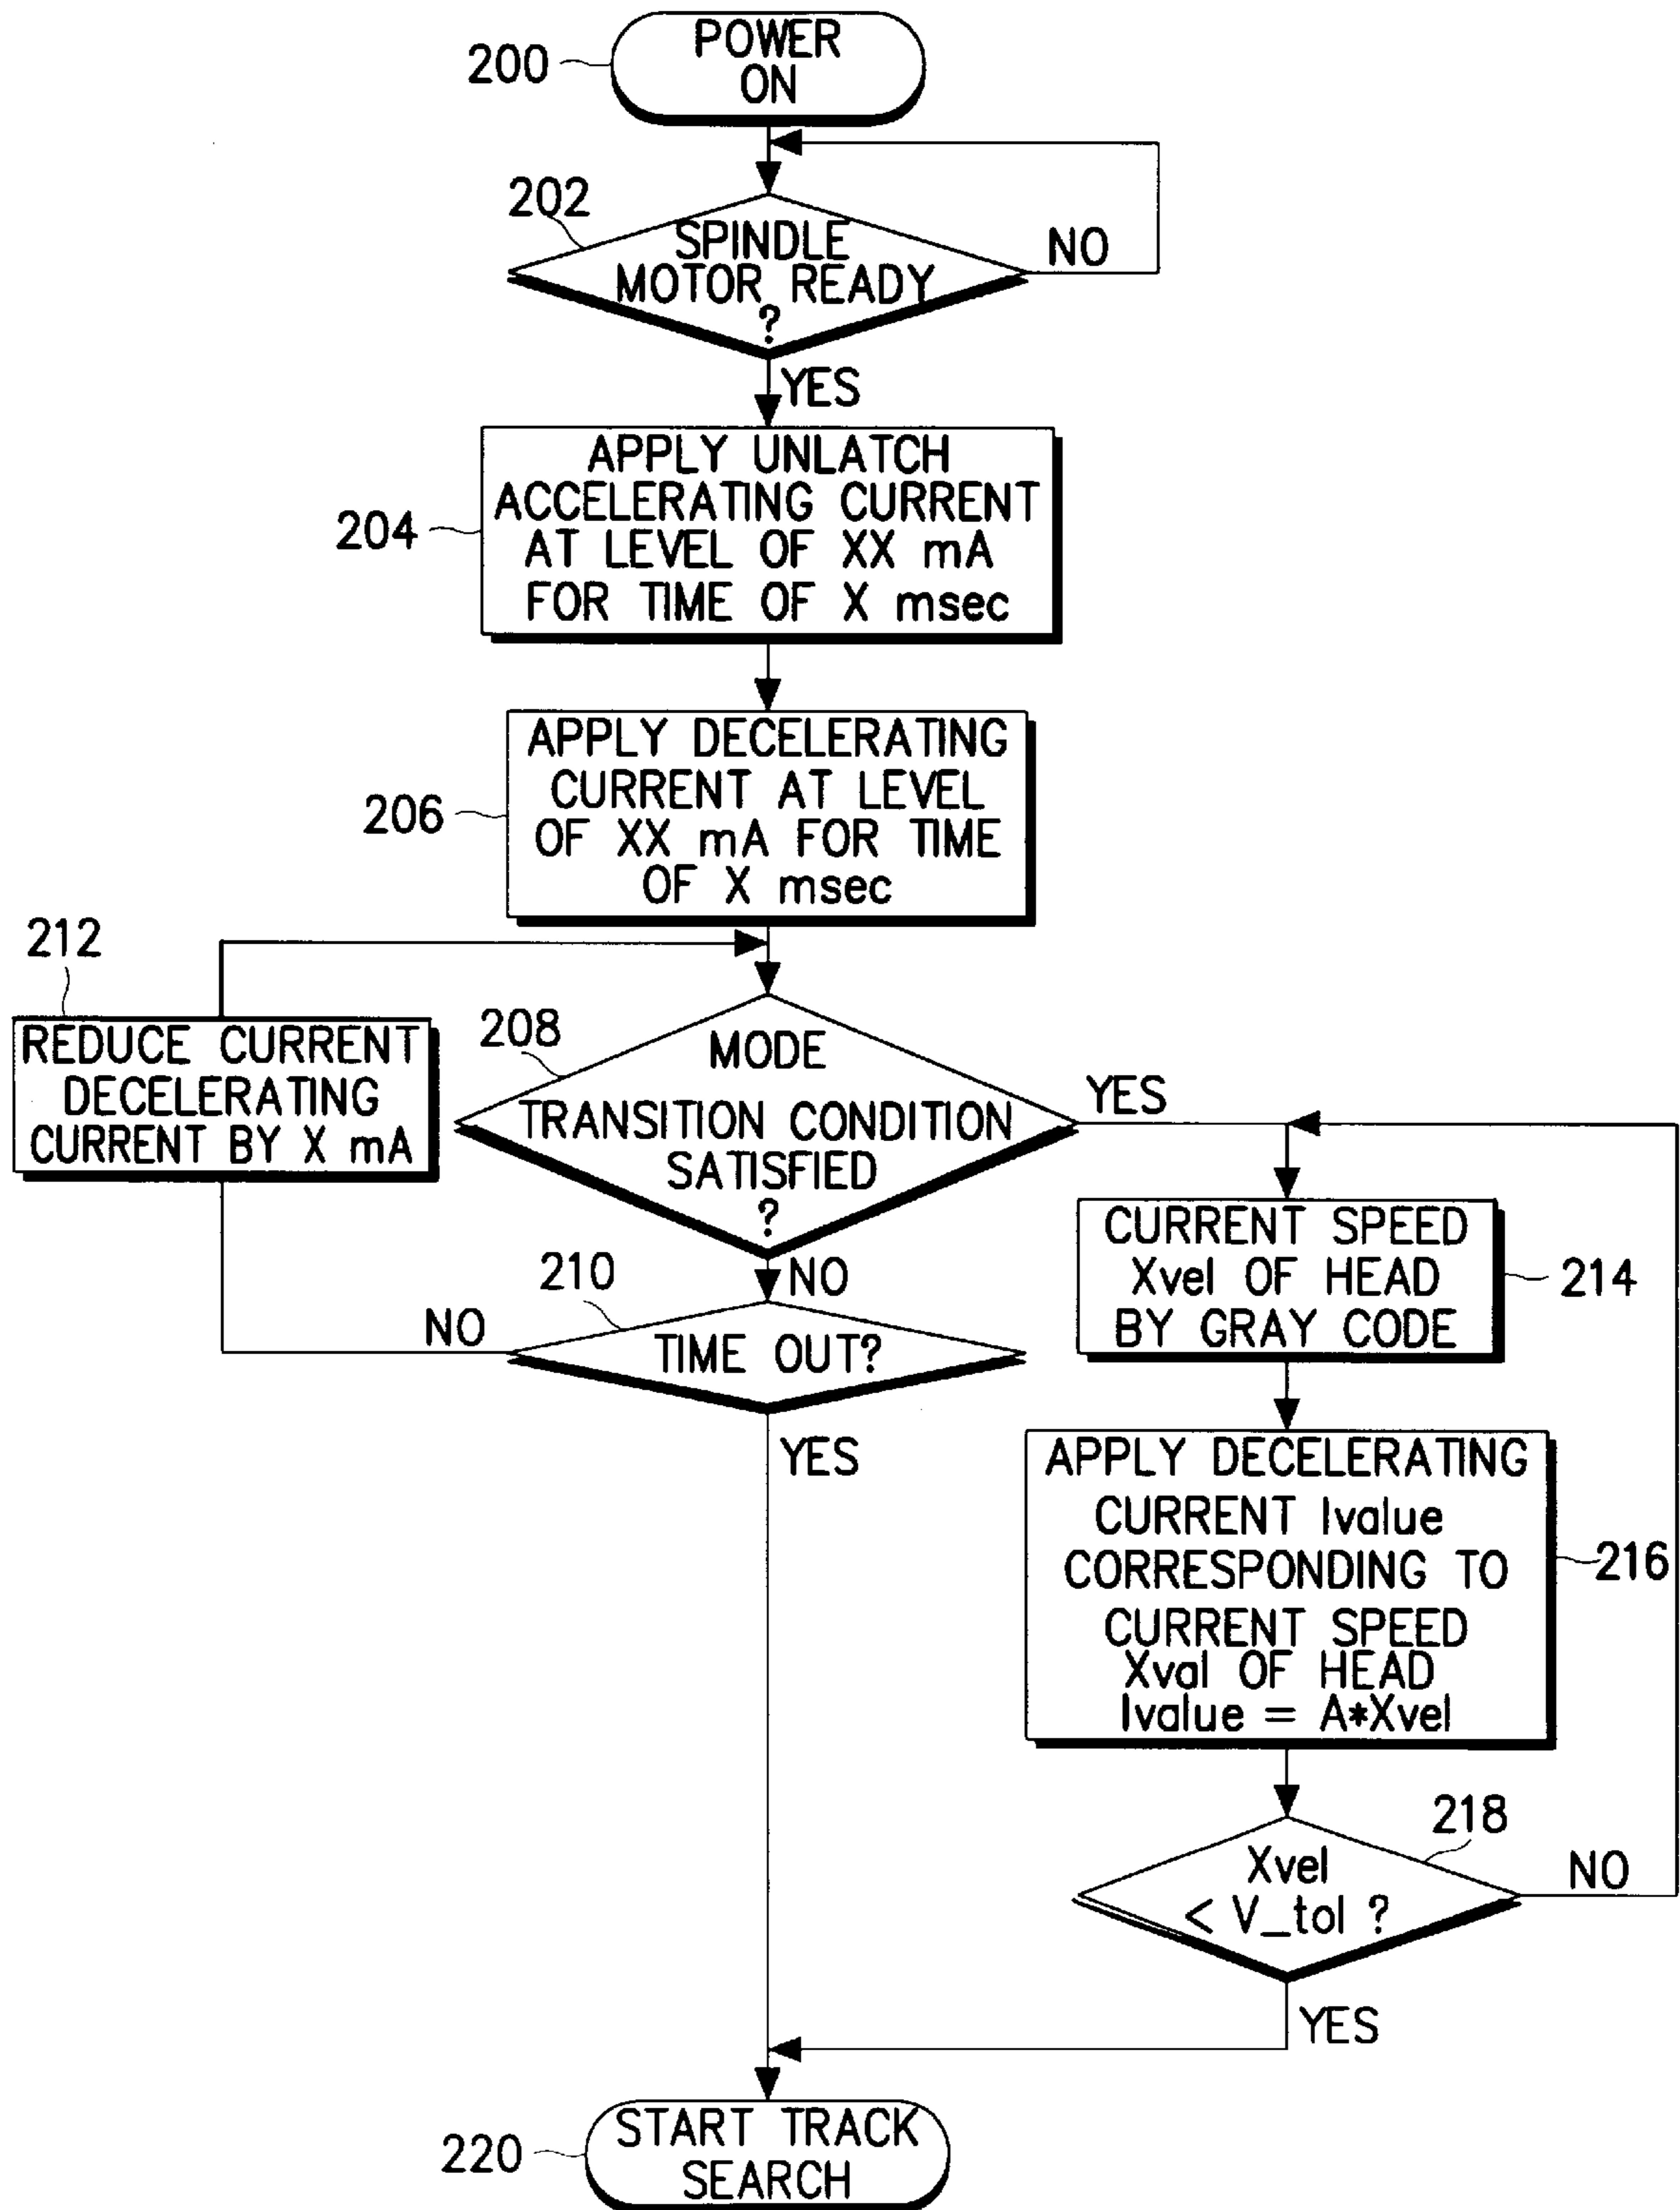 POWER
ON
200
202
SPINDLE
MOTOR READY
?
NO
YES
APPLY UNLATCH
ACCELERATING CURRENT
AT LEVEL OF XX mA
FOR TIME OF X msec
204
APPLY DECELERATING
CURRENT AT LEVEL
OF XX mA FOR TIME
OF X msec
206
212
REDUCE CURRENT
DECELERATING
CURRENT BY X mA
208
MODE
TRANSITION CONDITION
SATISFIED
?
YES
NO
210
TIME OUT?
NO
YES
CURRENT SPEED
Xvel OF HEAD
BY GRAY CODE
214
APPLY DECELERATING
CURRENT Ivalue
CORRESPONDING TO
CURRENT SPEED
Xval OF HEAD
Ivalue = A*Xvel
216
218
Xvel
< V_tol ?
NO
YES
START TRACK
SEARCH
220